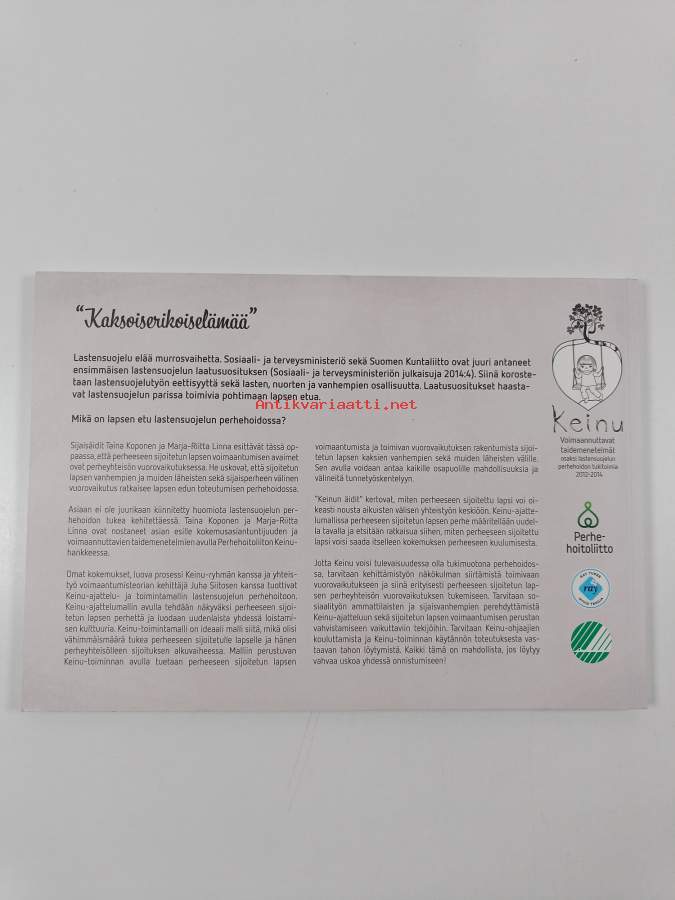 “Kaksoiserikoiselämää”
Lastensuojelu elää murrosvaihetta. Sosiaali- ja terveysministeriö sekä Suomen Kuntaliitto ovat juuri antaneet
ensimmäisen lastensuojelun laatusuosituksen (Sosiaali- ja terveysministeriön julkaisuja 2014:4). Siinä koroste-
taan lastensuojelutyön eettisyyttä sekä lasten, nuorten ja vanhempien osallisuutta. Laatusuositukset haasta-
vat lastensuojelun parissa toimivia pohtimaan lapsen etua.
Antikvariaatti.net
Mikä on lapsen etu lastensuojelun perhehoidossa?
Sijaisäidit Taina Koponen ja Marja-Riitta Linna esittävät tässä op-
paassa, että perheeseen sijoitetun lapsen voimaantumisen avaimet
ovat perheyhteisön vuorovaikutuksessa. He uskovat, että sijoitetun
lapsen vanhempien ja muiden läheisten sekä sijaisperheen välinen
vuorovaikutus ratkaisee lapsen edun toteutumisen perhehoidossa.
Asiaan ei ole juurikaan kiinnitetty huomiota lastensuojelun per-
hehoidon tukea kehitettäessä. Taina Koponen ja Marja-Riitta
Linna ovat nostaneet asian esille kokemusasiantuntijuuden ja
voimaannuttavien taidemenetelmien avulla Perhehoitoliiton Keinu-
hankkeessa.
Omat kokemukset, luova prosessi Keinu-ryhmän kanssa ja yhteis-
työ voimaantumisteorian kehittäjä Juha Siitosen kanssa tuottivat
Keinu-ajattelu- ja toimintamallin lastensuojelun perhehoitoon.
Keinu-ajattelumallin avulla tehdään näkyväksi perheeseen sijoi-
tetun lapsen perhettä ja luodaan uudenlaista yhdessä loistami-
sen kulttuuria. Keinu-toimintamalli on ideaali malli siitä, mikä olisi
vähimmäismäärä tukea perheeseen sijoitetulle lapselle ja hänen
perheyhteisölleen sijoituksen alkuvaiheessa. Malliin perustuvan
Keinu-toiminnan avulla tuetaan perheeseen sijoitetun lapsen
voimaantumista ja toimivan vuorovaikutuksen rakentumista sijoi-
tetun lapsen kaksien vanhempien sekä muiden läheisten välille.
Sen avulla voidaan antaa kaikille osapuolille mahdollisuuksia ja
välineitä tunnetyöskentelyyn.
"Keinun äidit" kertovat, miten perheeseen sijoitettu lapsi voi oi-
keasti nousta aikuisten välisen yhteistyön keskiöön. Keinu-ajatte-
lumallissa perheeseen sijoitetun lapsen perhe määritellään uudel-
la tavalla ja etsitään ratkaisua siihen, miten perheeseen sijoitettu
lapsi voisi saada itselleen kokemuksen perheeseen kuulumisesta.
Jotta Keinu voisi tulevaisuudessa olla tukimuotona perhehoidos-
sa, tarvitaan kehittämistyön näkökulman siirtämistä toimivaan
vuorovaikutukseen ja siinä erityisesti perheeseen sijoitetun lap-
sen perheyhteisön vuorovaikutuksen tukemiseen. Tarvitaan so-
siaalityön ammattilaisten ja sijaisvanhempien perehdyttämistä
Keinu-ajatteluun sekä sijoitetun lapsen voimaantumisen perustan
vahvistamiseen vaikuttaviin tekijöihin. Tarvitaan Keinu-ohjaajien
kouluttamista ja Keinu-toiminnan käytännön toteutuksesta vas-
taavan tahon löytymistä. Kaikki tämä on mahdollista, jos löytyy
vahvaa uskoa yhdessä onnistumiseen!
Keinu
Voimaannuttavat
taidemenetelmät
osaksi lastensuojelun
perhehoidon tukitoimia
2012-2014
Perhe-
hoitoliitto
ray